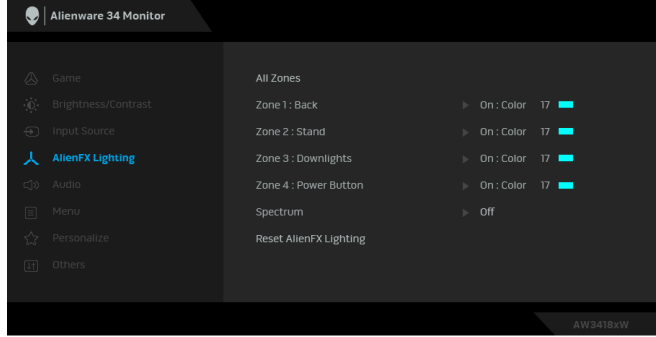 Alienware 34 Monitor
Game
Brightness/Contrast
Input Source
AlienFX Lighting
Audio
Menu
Personalize
Others
All Zones
Zone 1 : Back On : Color 17
Zone 2 : Stand On : Color 17
Zone 3 : Downlights On : Color 17
Zone 4 : Power Button On : Color 17
Spectrum Off
Reset AlienFX Lighting
AW3418xW